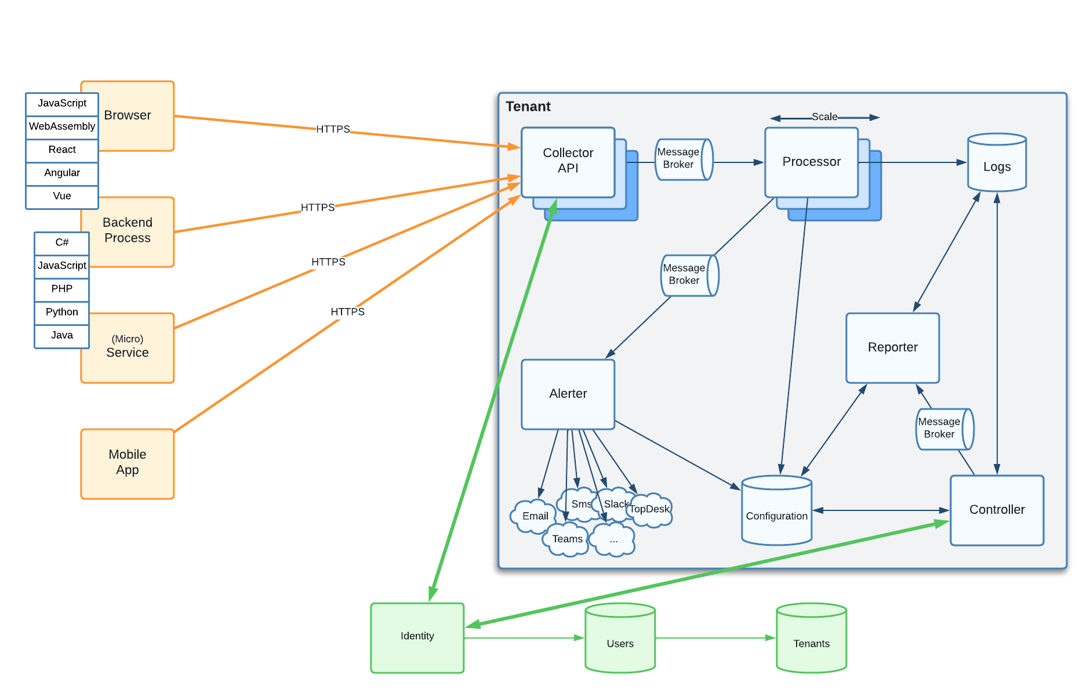 JavaScript
WebAssembly
React
Angular
Vue
Browser
Backend
Process
C#
JavaScript
PHP
Python
Java
(Micro)
Service
Mobile
App
HTTPS
HTTPS
HTTPS
HTTPS
Tenant
Collector
API
Message
Broker
Scale
Processor
Logs
Message
Broker
Reporter
Alerter
Message
Broker
Email
Sms
Slack
TopDesk
Teams
...
Configuration
Controller
Identity
Users
Tenants